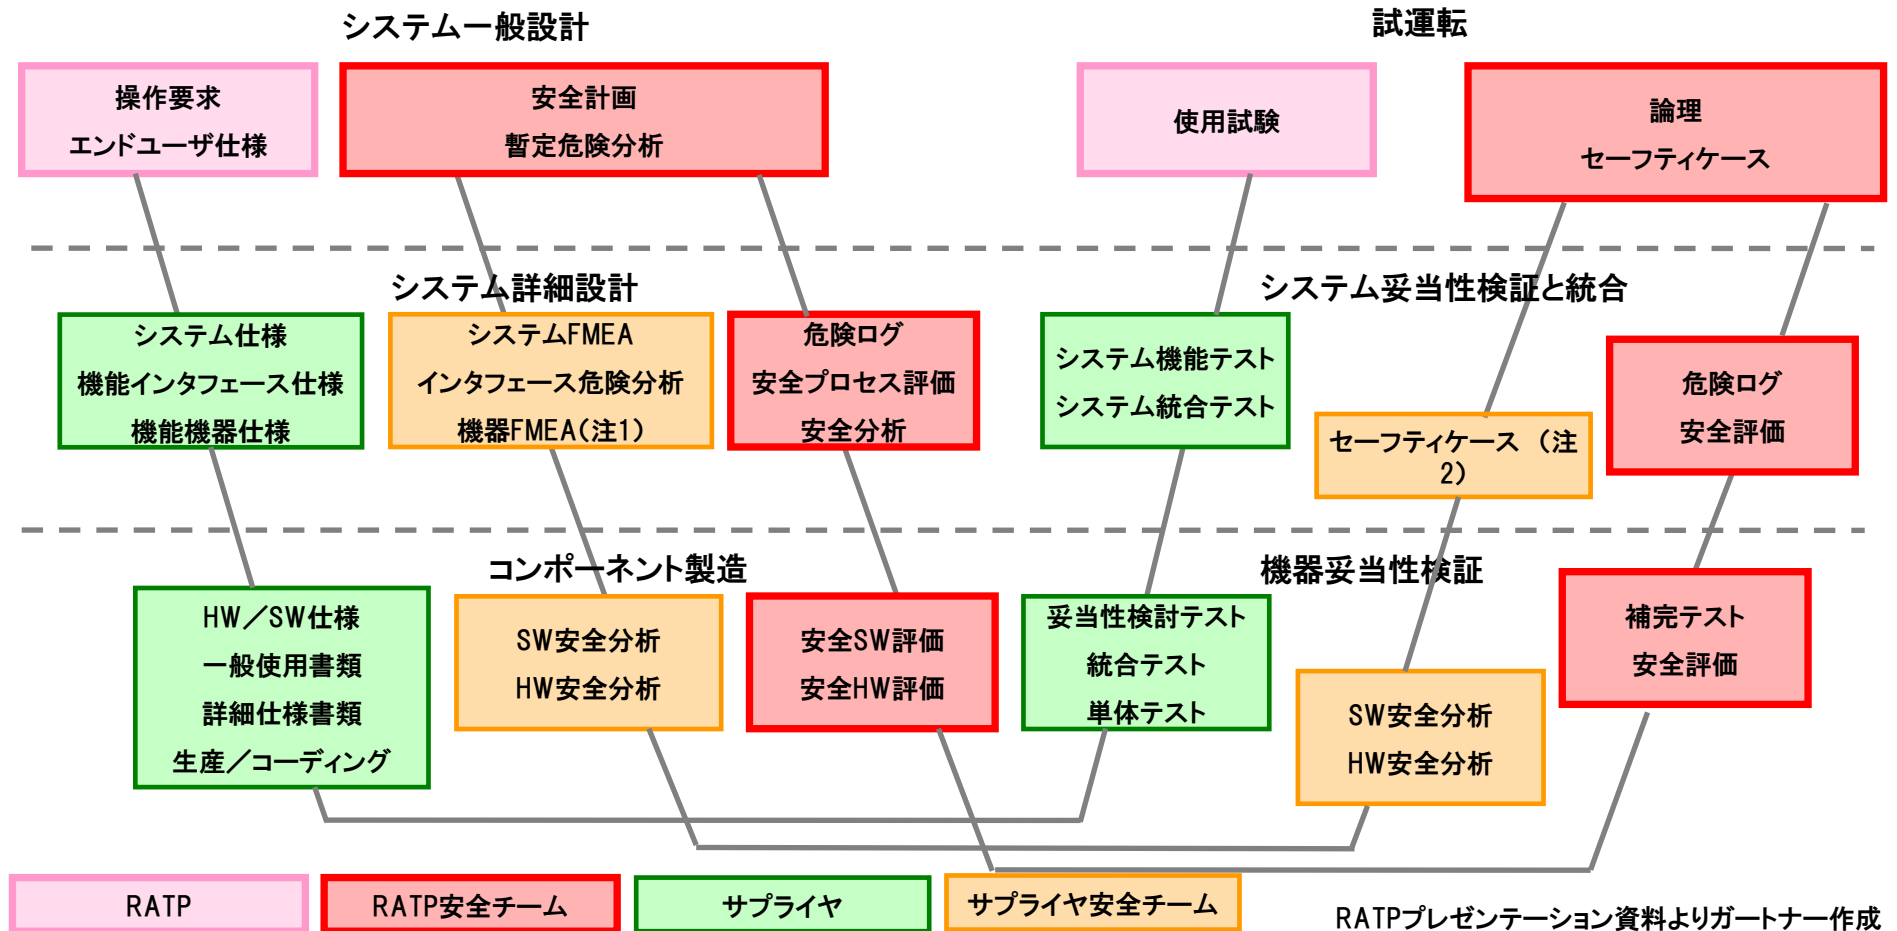 システム一般設計
試運転
操作要求
エンドユーザ仕様
安全計画
暫定危険分析
使用試験
論理
セーフティケース
システム詳細設計
システム妥当性検証と統合
システム仕様
機能インタフェース仕様
機能機器仕様
システムFMEA
インタフェース危険分析
機器FMEA（注1）
危険ログ
安全プロセス評価
安全分析
システム機能テスト
システム統合テスト
セーフティケース （注
2）
危険ログ
安全評価
コンポーネント製造
機器妥当性検証
HW／SW仕様
一般使用書類
詳細仕様書類
生産／コーディング
SW安全分析
HW安全分析
安全SW評価
安全HW評価
妥当性検討テスト
統合テスト
単体テスト
SW安全分析
HW安全分析
補完テスト
安全評価
RATP
RATP安全チーム
サプライヤ
サプライヤ安全チーム
RATPプレゼンテーション資料よりガートナー作成